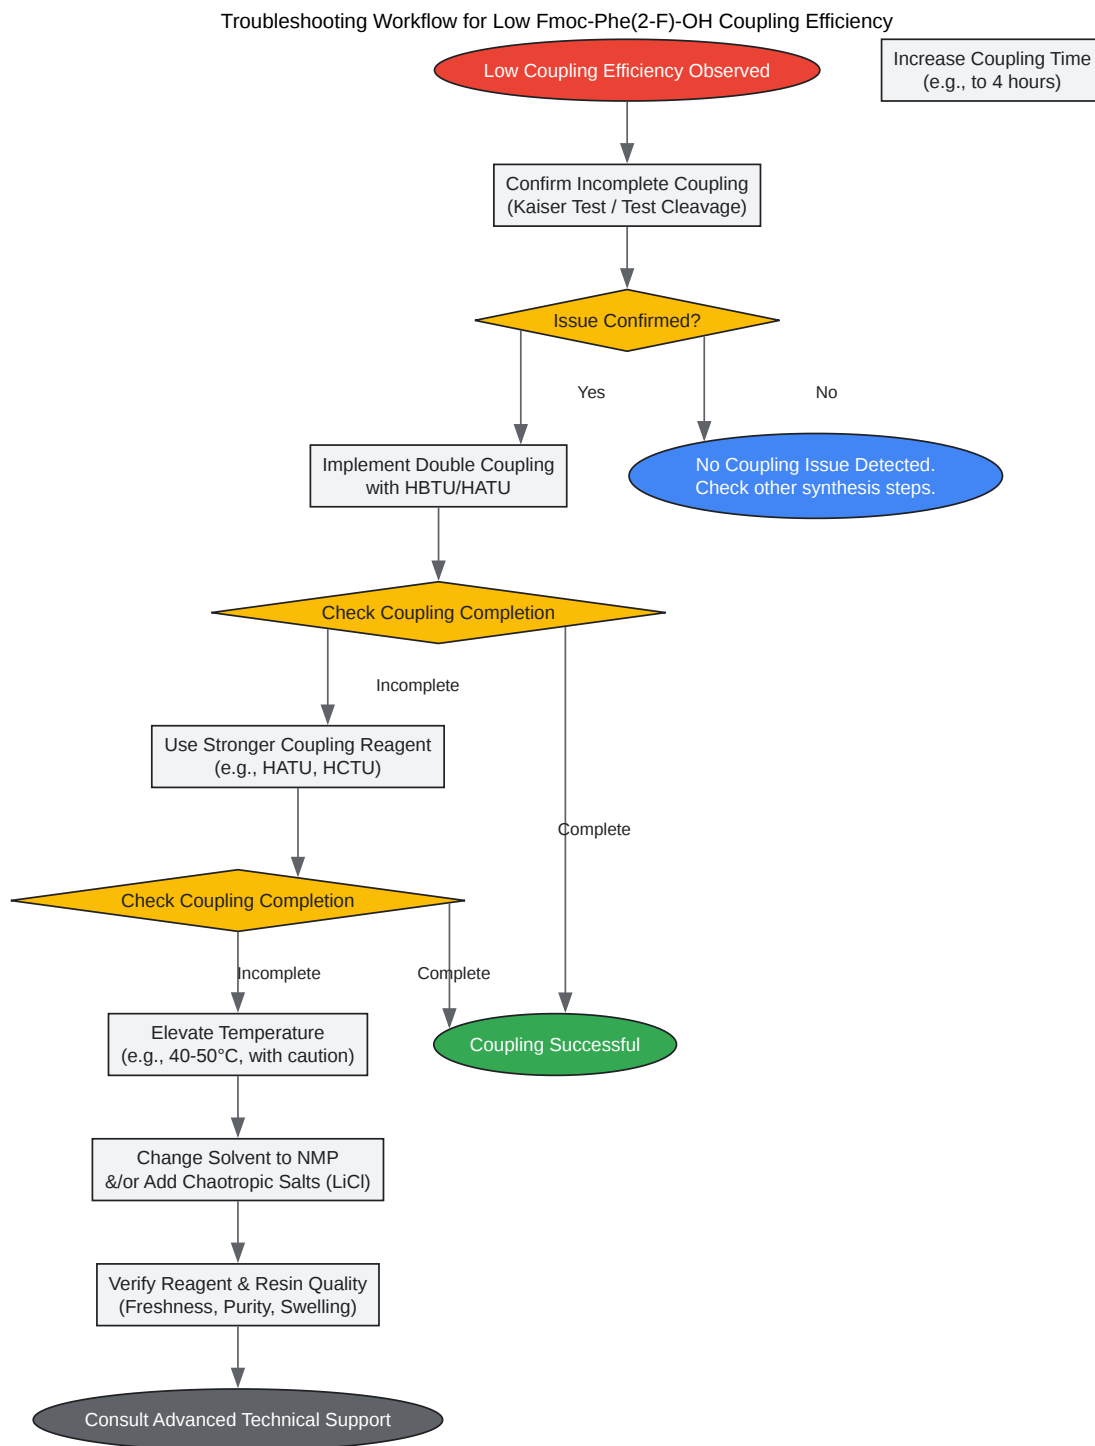 Troubleshooting Workflow for Low Fmoc-Phe(2-F)-OH Coupling Efficiency
Low Coupling Efficiency Observed
Increase Coupling Time
(e.g., to 4 hours)
Confirm Incomplete Coupling
(Kaiser Test / Test Cleavage)
Issue Confirmed?
Yes
No
Implement Double Coupling
with HBTU/HATU
No Coupling Issue Detected.
Check other synthesis steps.
Check Coupling Completion
Incomplete
Use Stronger Coupling Reagent
(e.g., HATU, HCTU)
Complete
Check Coupling Completion
Incomplete
Complete
Elevate Temperature
(e.g., 40-50°C, with caution)
Coupling Successful
Change Solvent to NMP
&/or Add Chaotropic Salts (LiCl)
Verify Reagent & Resin Quality
(Freshness, Purity, Swelling)
Consult Advanced Technical Support